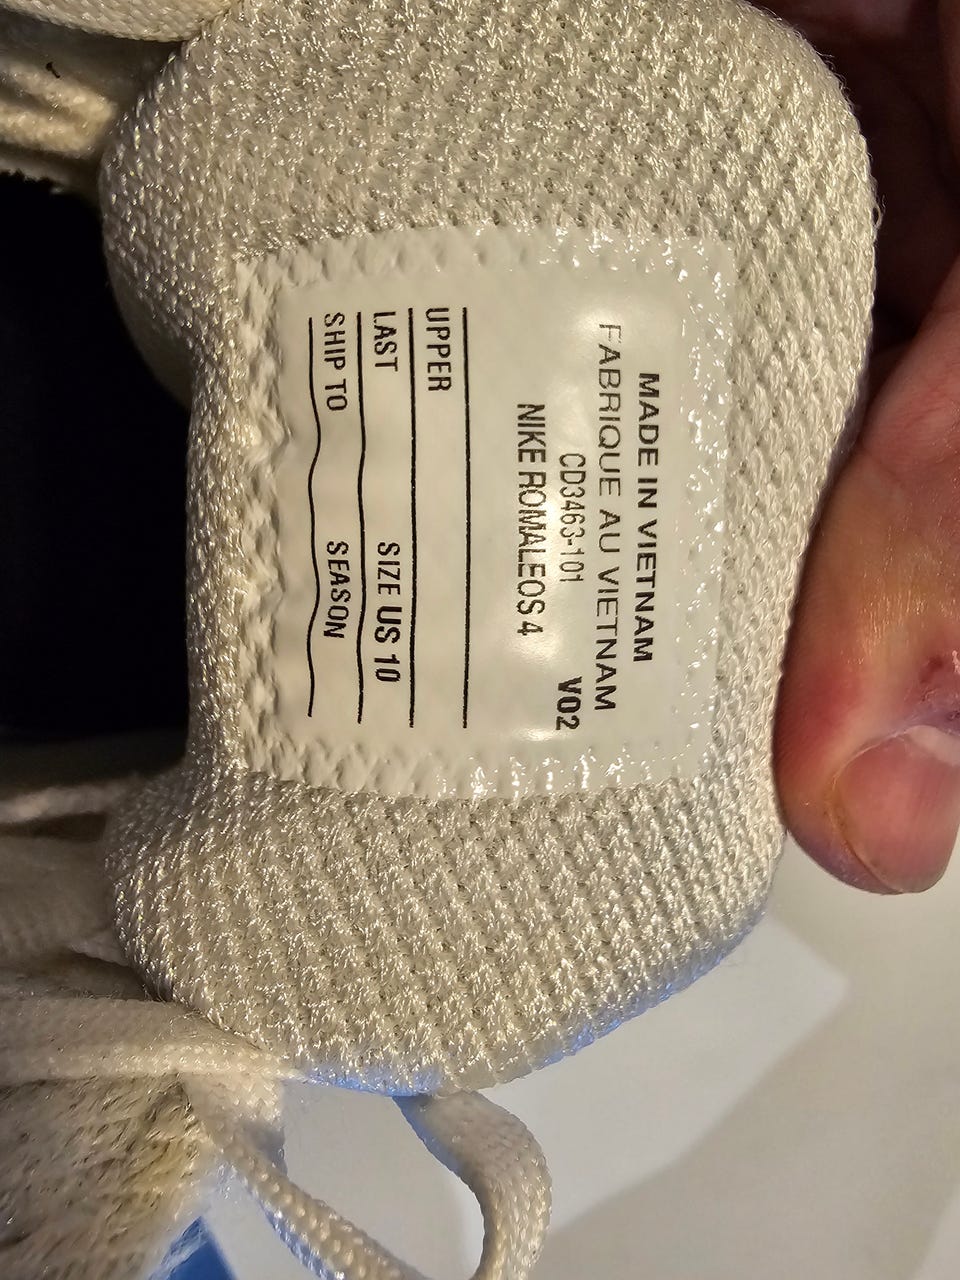 MADE IN VIETNAM
FABRIQUE AU VIETNAM
CD3463-101 V02
NIKE ROMALEOS 4
UPPER
LAST SIZE US 10
SHIP TO SEASON